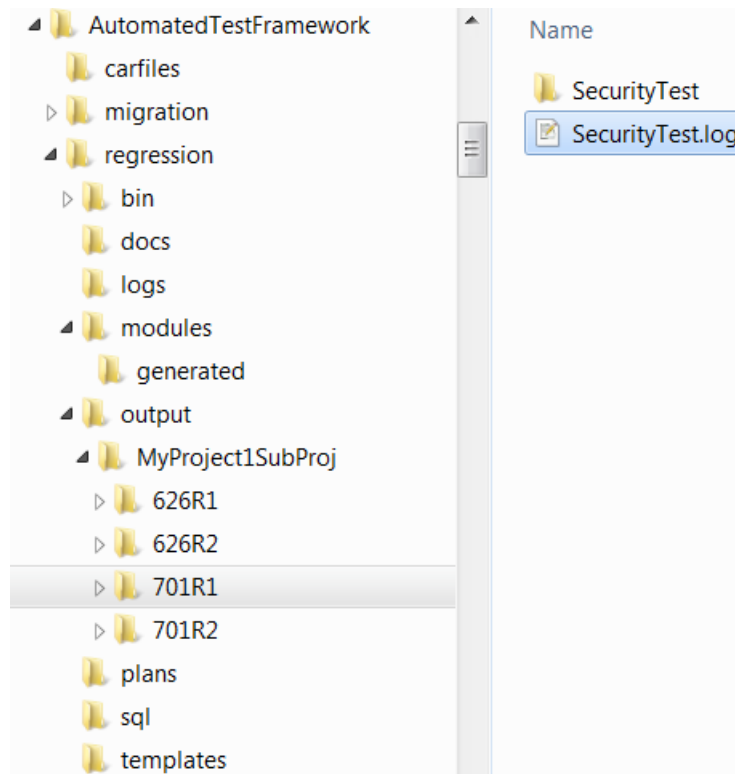 AutomatedTestFramework
carfiles
migration
regression
bin
docs
logs
modules
generated
output
MyProject1SubProj
626R1
626R2
701R1
701R2
plans
sql
templates
Name
SecurityTest
SecurityTest.log